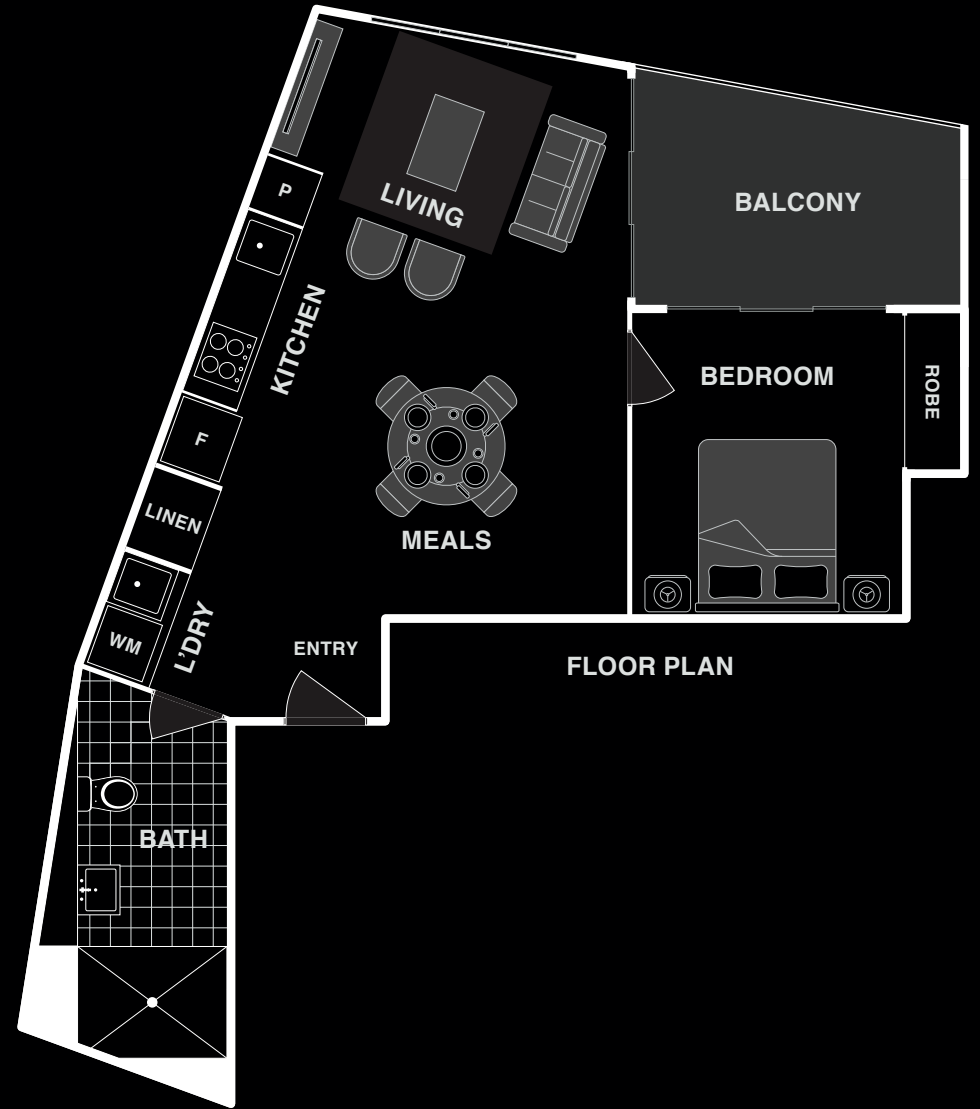 P
LIVING
BALCONY
KITCHEN
BEDROOM
ROBE
F
LINEN
MEALS
WM
L'DRY
ENTRY
FLOOR PLAN
BATH